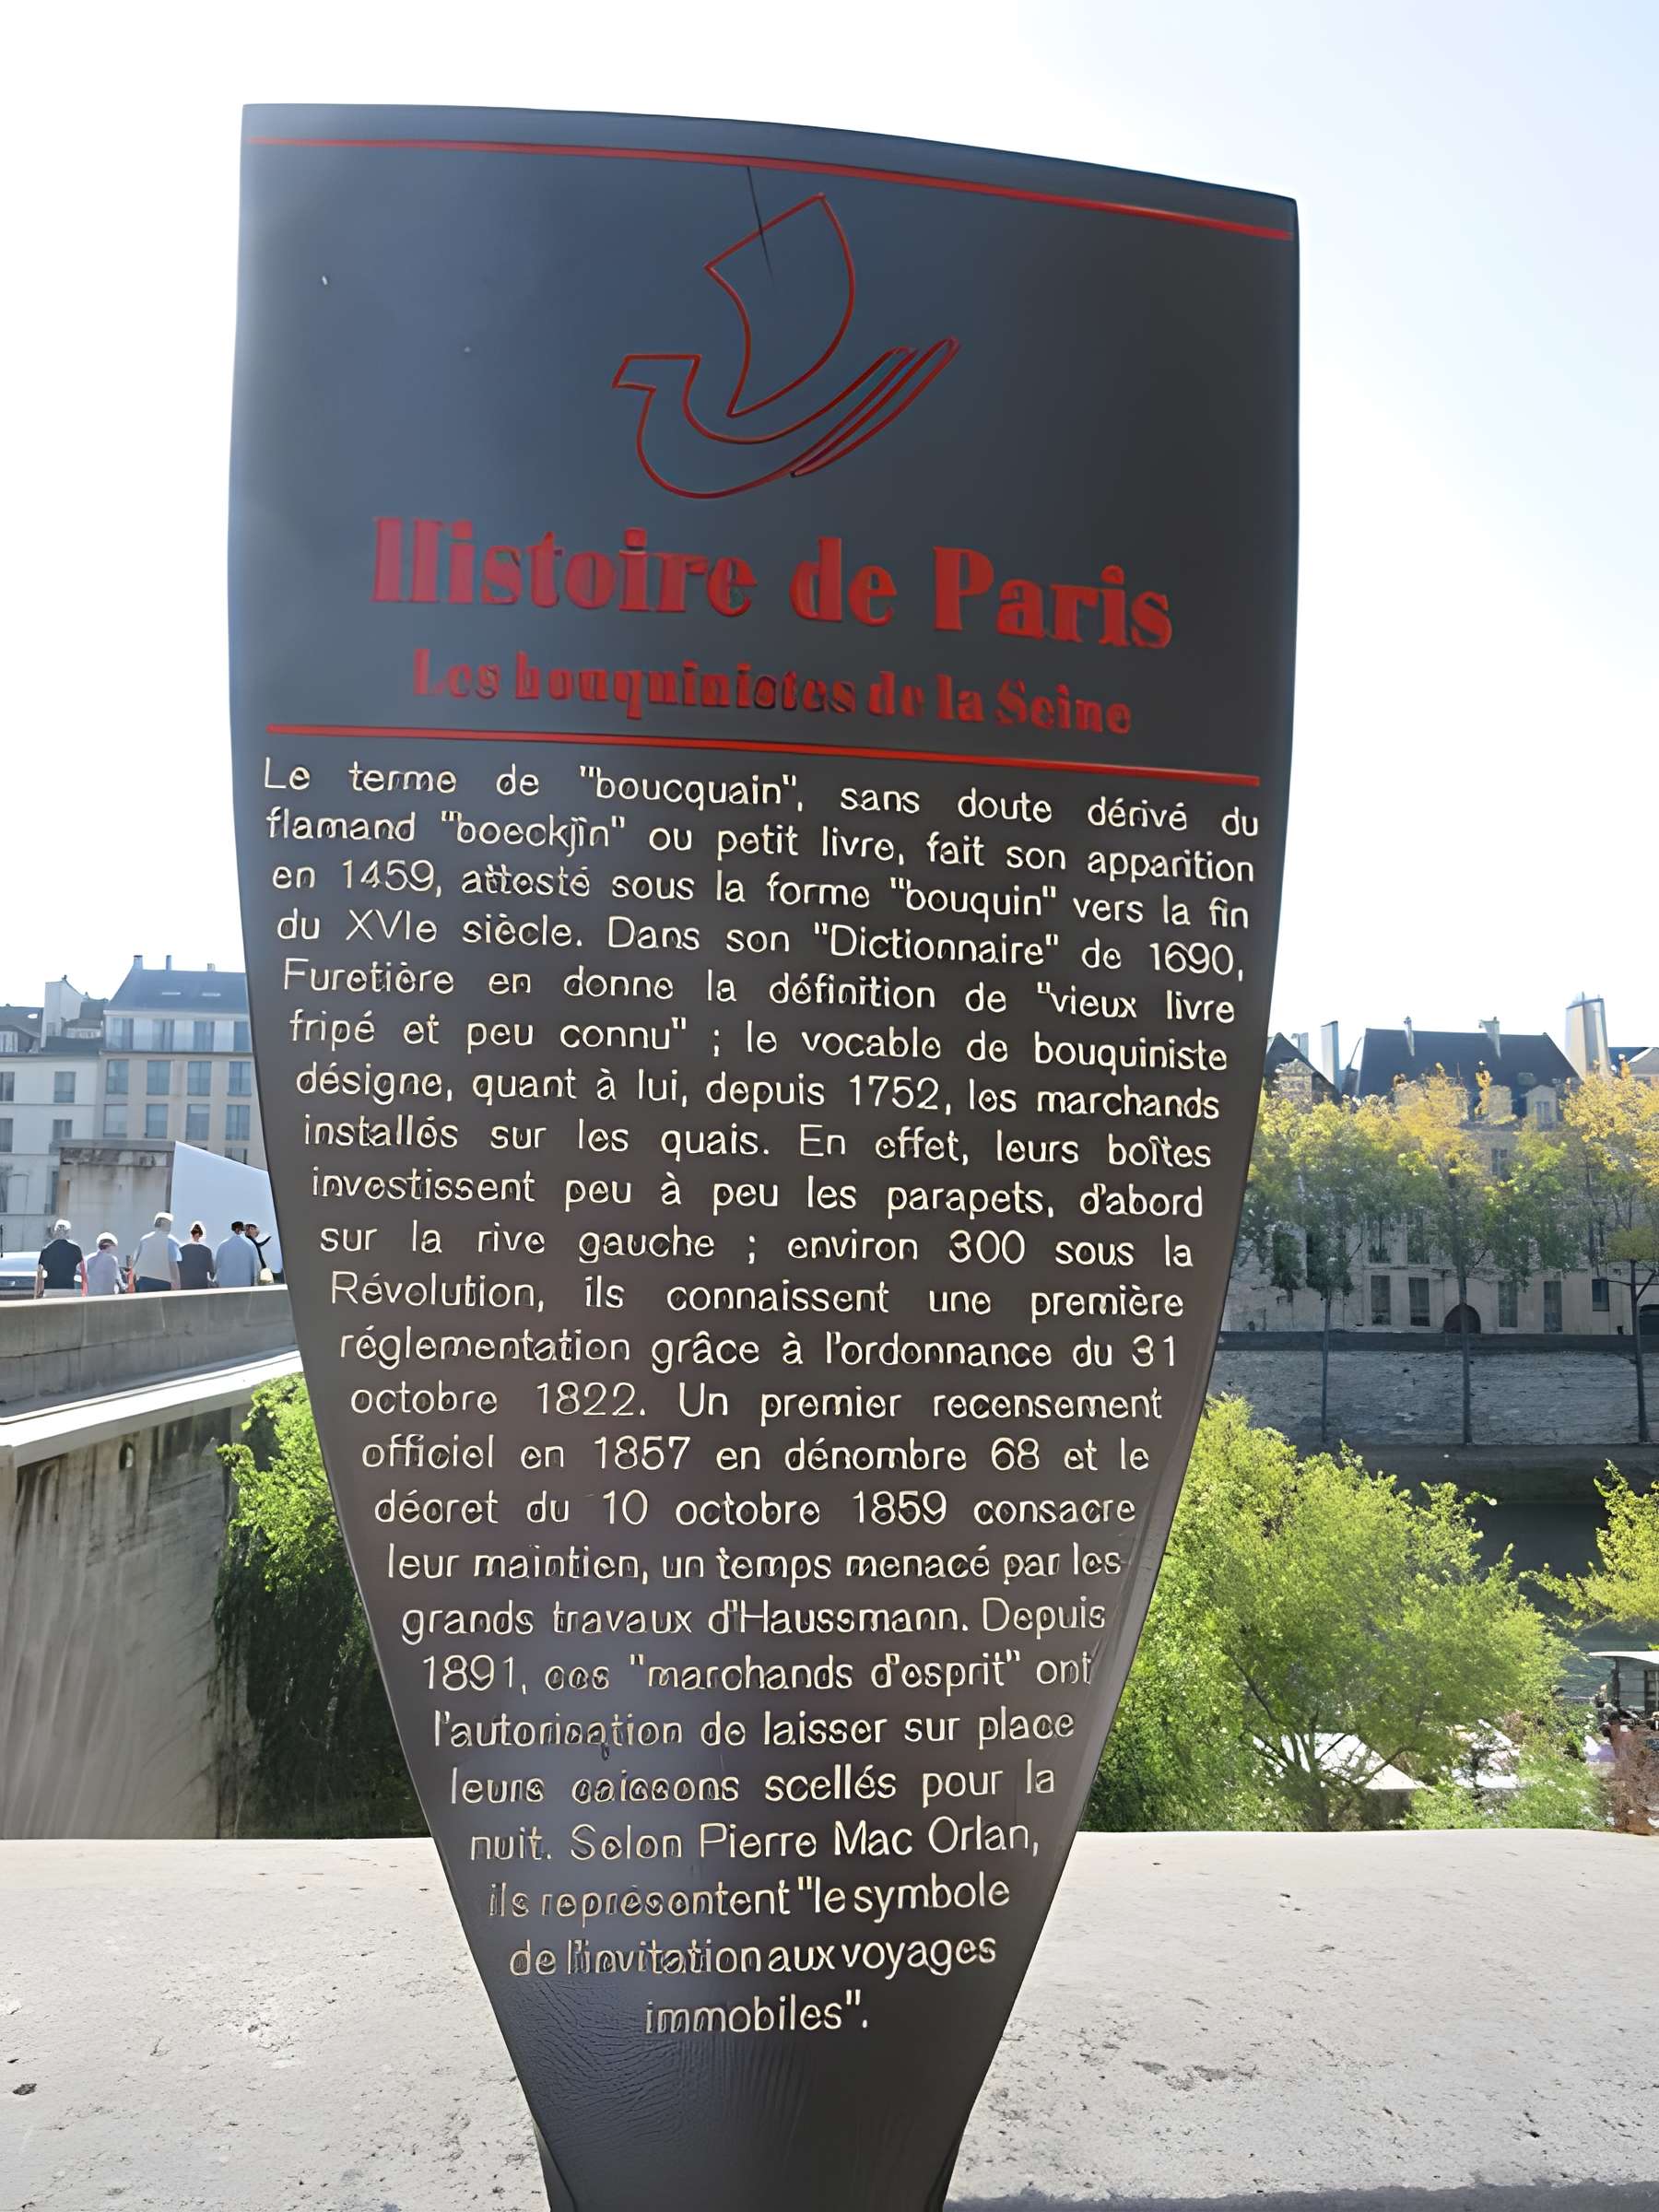 Histoire de Paris
Les bouquinistes de la Seine
Le terme de "boucquain", sans doute dérivé du
flamand "boeckjin" ou petit livre, fait son apparition
en 1459, attesté sous la forme "bouquin" vers la fin
du XVIe siècle. Dans son "Dictionnaire" de 1690,
Furetière en donne la définition de "vieux livre
fripé et peu connu" ; le vocable de bouquiniste
désigne, quant à lui, depuis 1752, les marchands
installés sur les quais. En effet, leurs boîtes
investissent peu à peu les parapets, d'abord
sur la rive gauche ; environ 300 sous la
Révolution, ils connaissent une première
réglementation grâce à l'ordonnance du 31
octobre 1822. Un premier recensement
officiel en 1857 en dénombre 68 et le
décret du 10 octobre 1859 consacre
leur maintien, un temps menacé par les
grands travaux d'Haussmann. Depuis
1891, ces "marchands d'esprit" ont
l'autorisation de laisser sur place
leurs caissons scellés pour la
nuit. Selon Pierre Mac Orlan,
ils représentent "le symbole
de l'invitation aux voyages
immobiles".